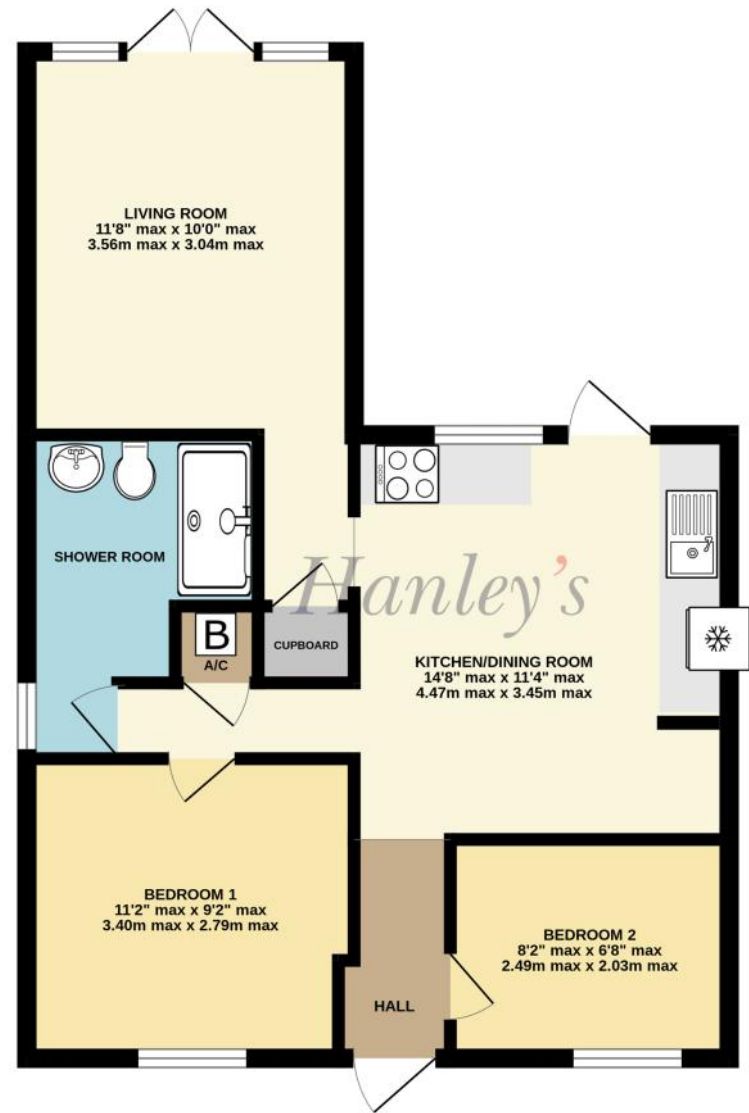 LIVING ROOM
11'8" max x 10'0" max
3.56m max x 3.04m max
SHOWER ROOM
Hanley's
B
A/C
CUPBOARD
KITCHEN/DINING ROOM
14'8" max x 11'4" max
4.47m max x 3.45m max
BEDROOM 1
11'2" max x 9'2" max
3.40m max x 2.79m max
BEDROOM 2
8'2" max x 6'8" max
2.49m max x 2.03m max
HALL